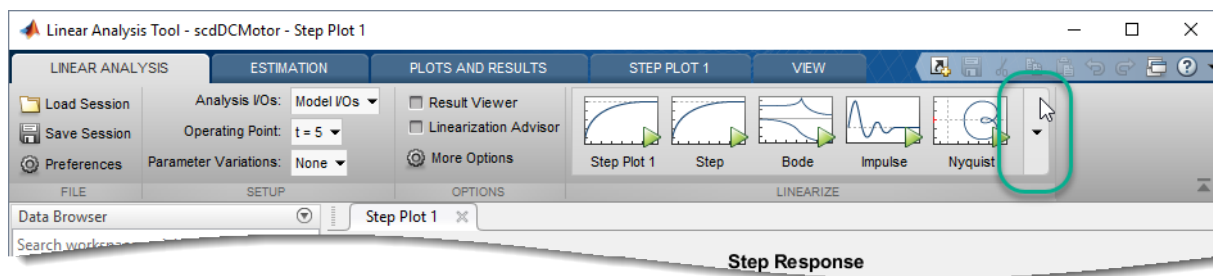 Linear Analysis Tool - scdDCMotor - Step Plot 1
LINEAR ANALYSIS ESTIMATION PLOTS AND RESULTS STEP PLOT 1 VIEW
Load Session Analysis I/Os: Model I/Os Result Viewer
Save Session Operating Point: t = 5 Linearization Advisor
Preferences Parameter Variations: None More Options
Step Plot 1 Step Bode Impulse Nyquist
FILE SETUP OPTIONS LINEARIZE
Data Browser Step Plot 1
Search
Step Response